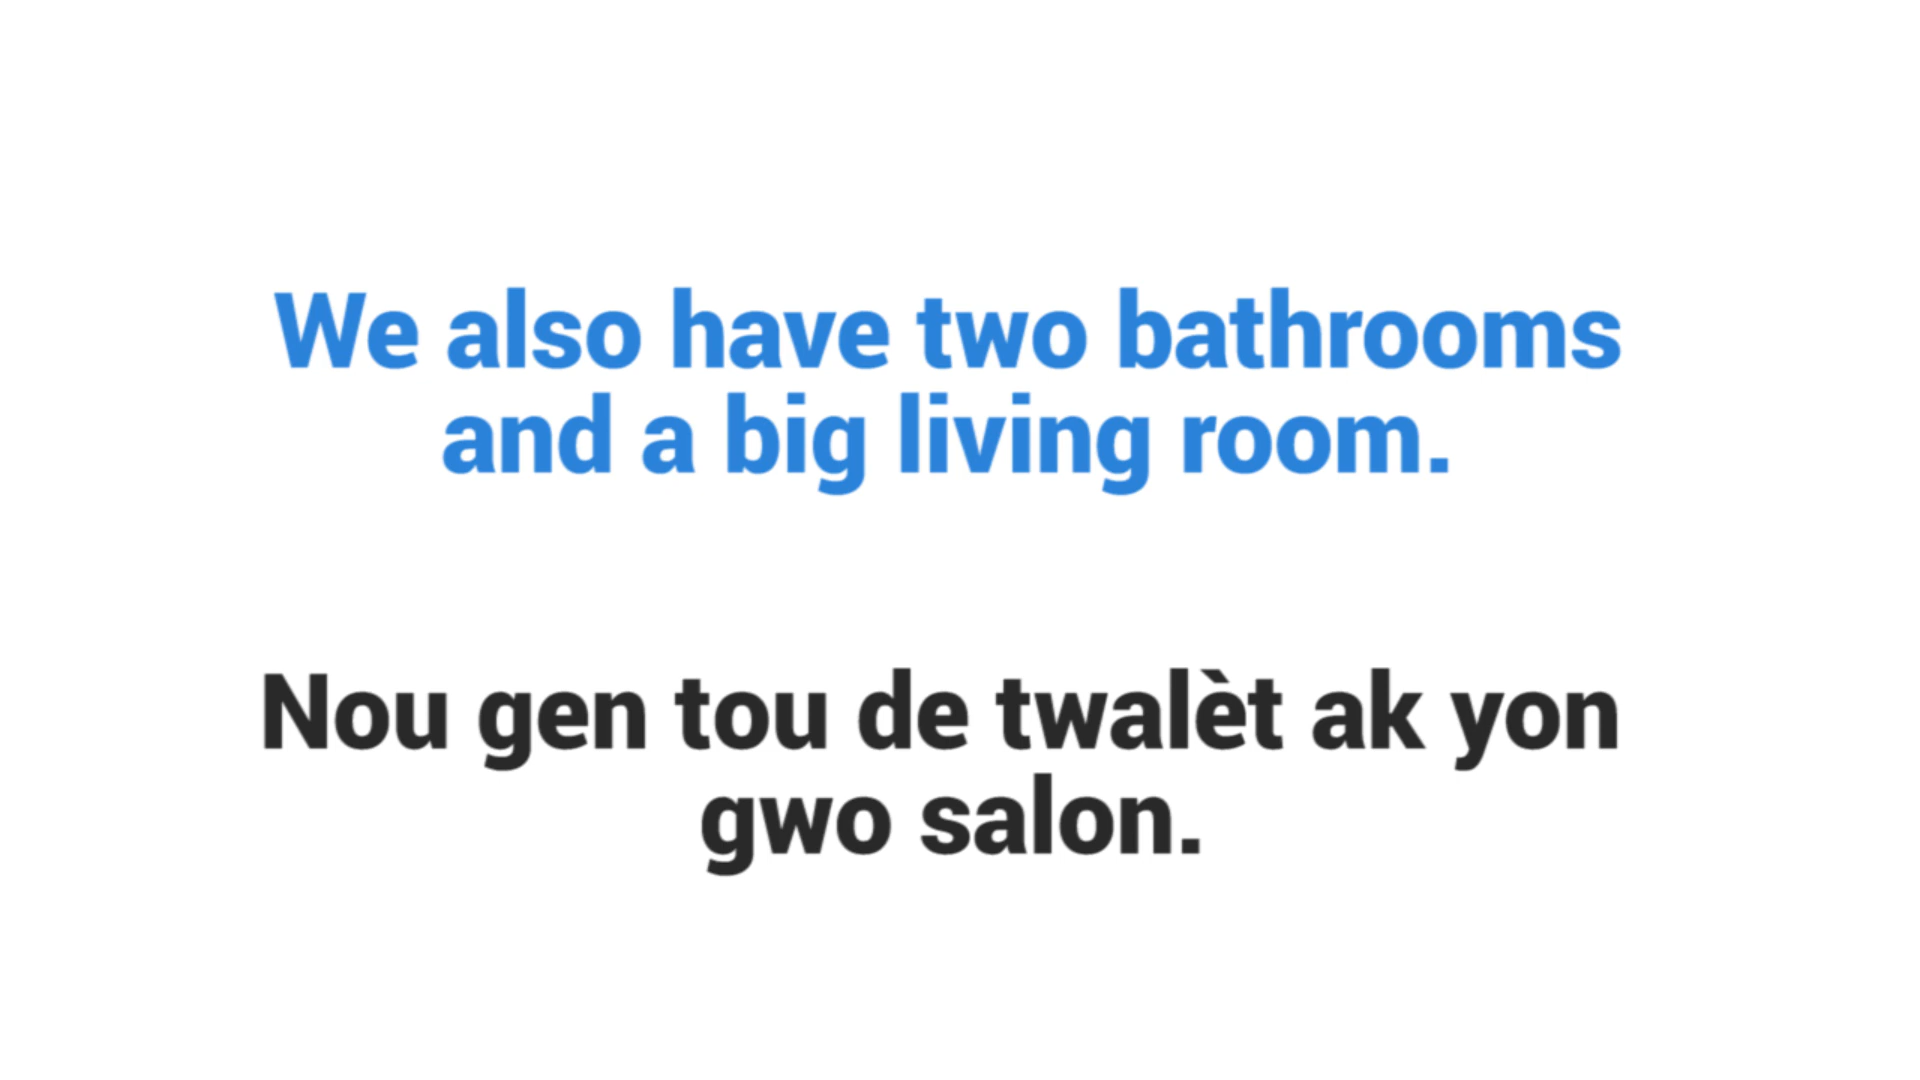 We also have two bathrooms
and a big living room.
Nou gen tou de twalèt ak yon
gwo salon.